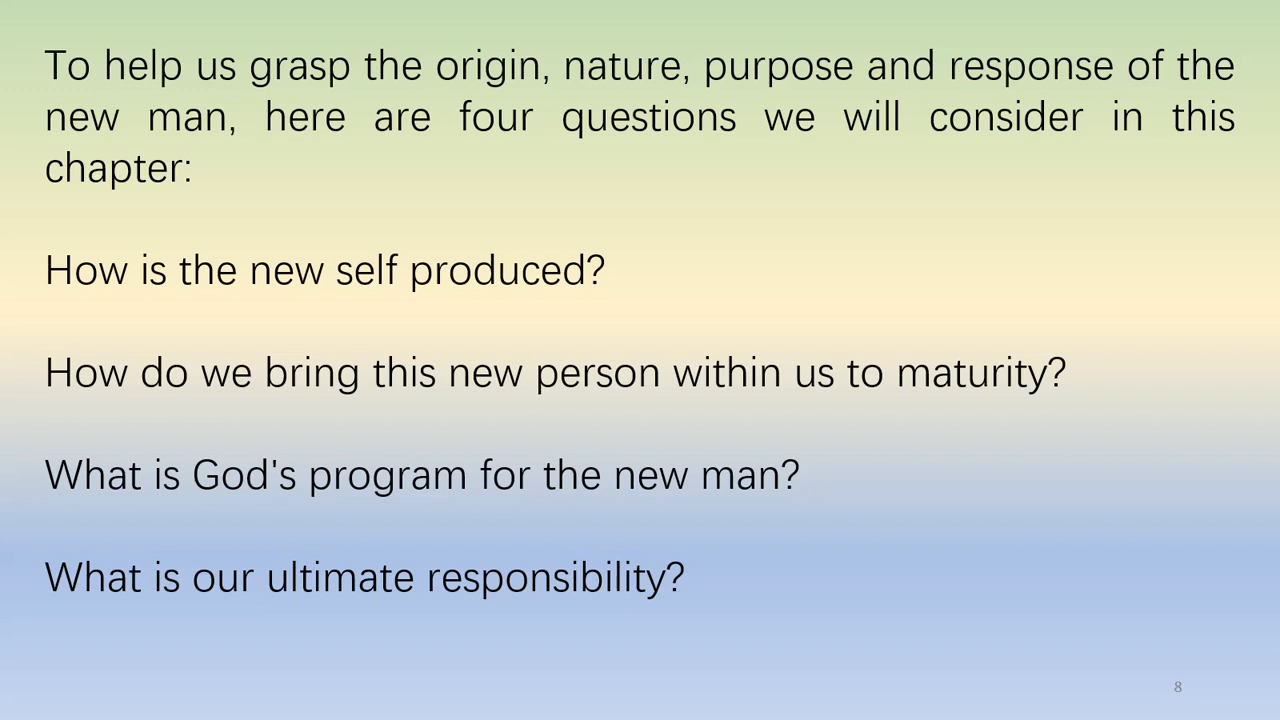 To help us grasp the origin, nature, purpose and response of the
new man, here are four questions we will consider in this
chapter:
How is the new self produced?
How do we bring this new person within us to maturity?
What is God's program for the new man?
What is our ultimate responsibility?
8